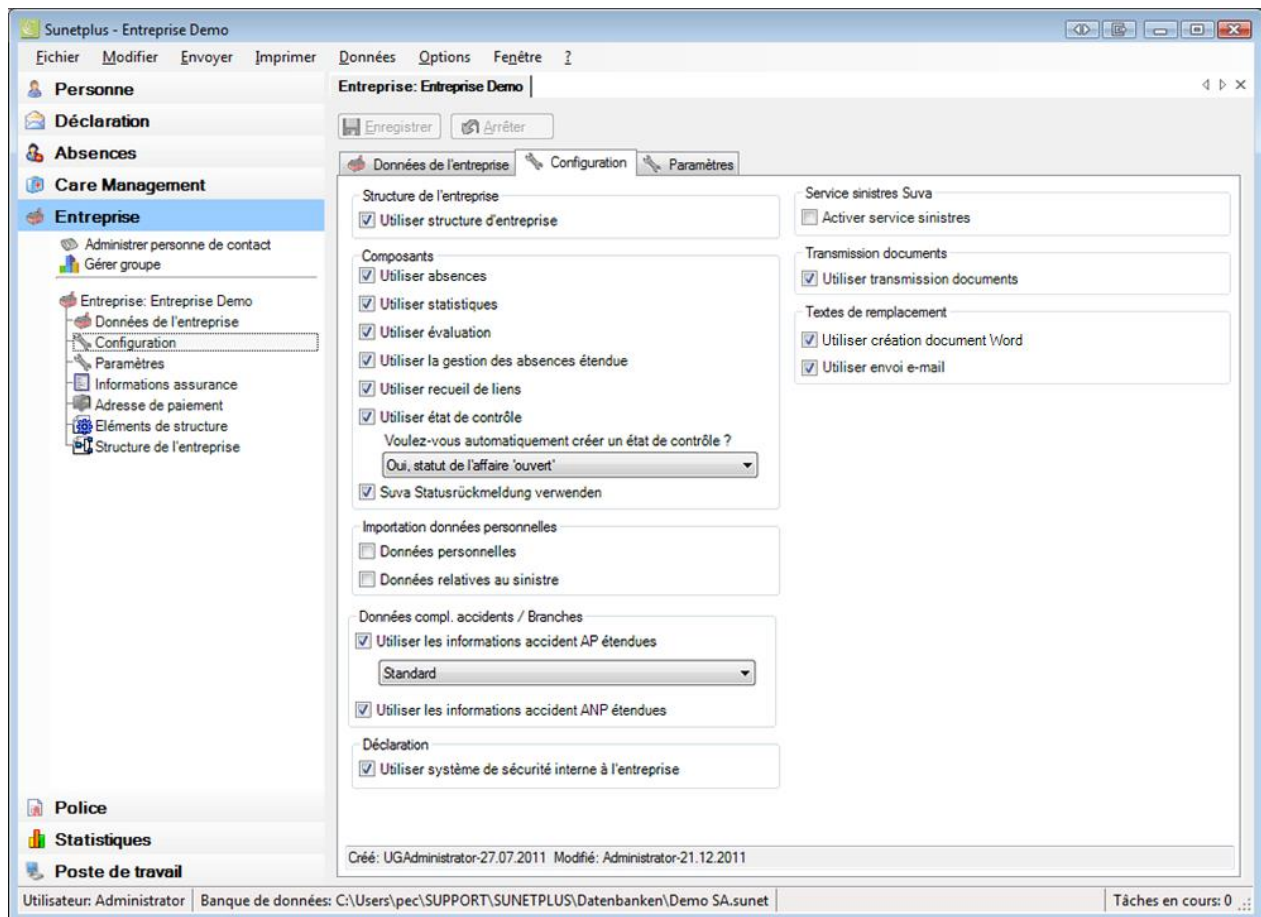 Sunetplus - Entreprise Demo
Fichier Modifier Envoyer Imprimer Données Options Fenêtre ?
Personne
Déclaration
Absences
Care Management
Entreprise
Administrer personne de contact
Gérer groupe
Entreprise: Entreprise Demo
Données de l'entreprise
Configuration
Paramètres
Informations assurance
Adresse de paiement
Eléments de structure
Structure de l'entreprise
Police
Statistiques
Poste de travail
Entreprise: Entreprise Demo
Enregistrer Arrêter
Données de l'entreprise Configuration Paramètres
Structure de l'entreprise
Utiliser structure d'entreprise
Composants
Utiliser absences
Utiliser statistiques
Utiliser évaluation
Utiliser la gestion des absences étendue
Utiliser recueil de liens
Utiliser état de contrôle
Voulez-vous automatiquement créer un état de contrôle ?
Oui, statut de l'affaire 'ouvert'
Suva Statusrückmeldung verwenden
Importation données personnelles
Données personnelles
Données relatives au sinistre
Données compl. accidents / Branches
Utiliser les informations accident AP étendues
Standard
Utiliser les informations accident ANP étendues
Déclaration
Utiliser système de sécurité interne à l'entreprise
Service sinistres Suva
Activer service sinistres
Transmission documents
Utiliser transmission documents
Textes de remplacement
Utiliser création document Word
Utiliser envoi e-mail
Créé: UGAdministrator-27.07.2011 Modifié: Administrator-21.12.2011
Utilisateur: Administrator Banque de données: C:\Users\pec\SUPPORT\SUNETPLUS\Datenbanken\Demo SA.sunet Tâches en cours: 0